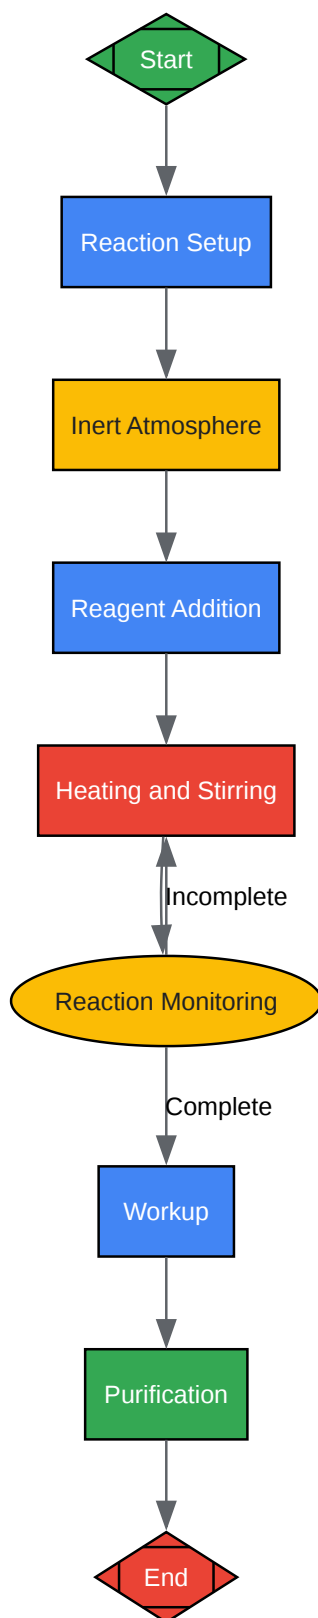 Start
Reaction Setup
Inert Atmosphere
Reagent Addition
Heating and Stirring
Incomplete
Reaction Monitoring
Complete
Workup
Purification
End